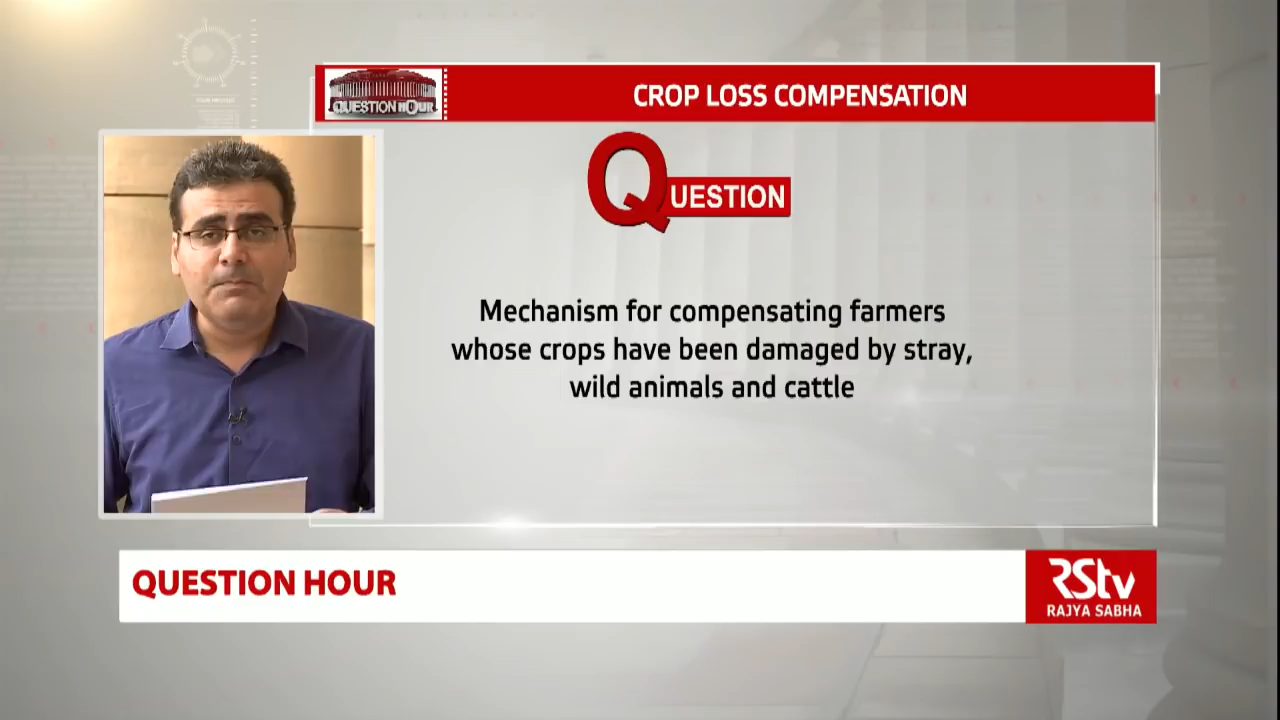 QUESTION HOUR
CROP LOSS COMPENSATION
QUESTION
Mechanism for compensating farmers
whose crops have been damaged by stray,
wild animals and cattle
QUESTION HOUR
RStv
RAJYA SABHA